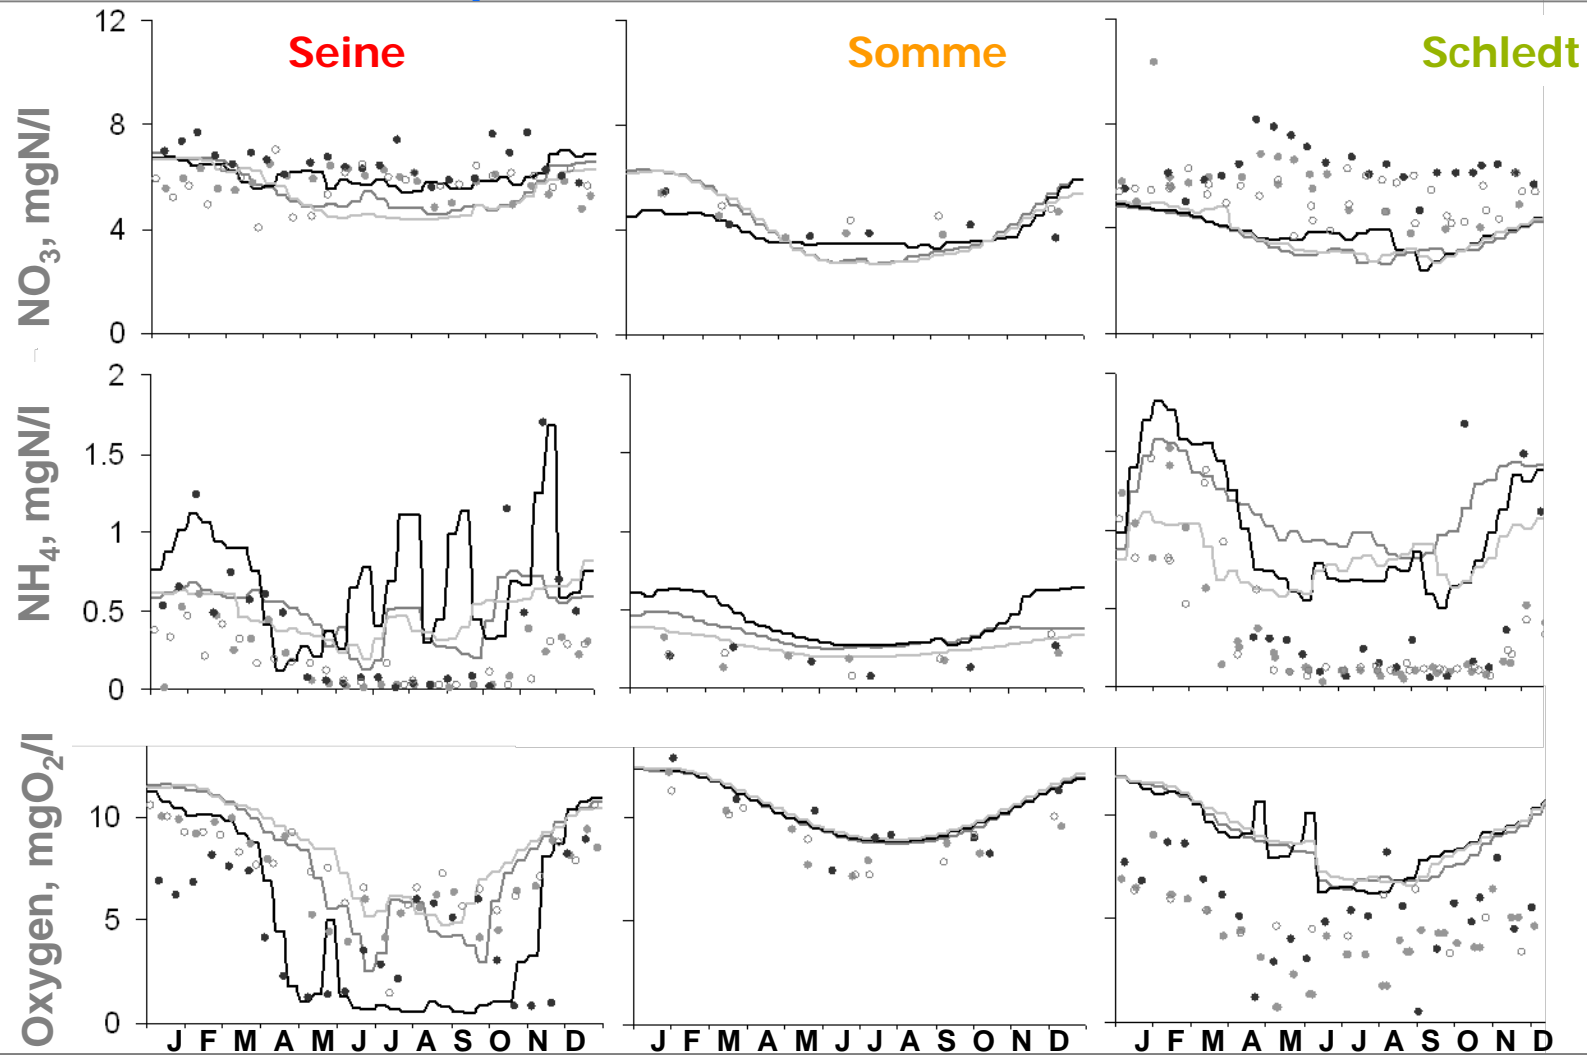 Seine
Somme
Schledt
NO3, mgN/l
12
8
4
0
NH4, mgN/l
2
1.5
1
0.5
0
Oxygen, mgO2/l
10
5
0
J F M A M J J A S O N D
J F M A M J J A S O N D
J F M A M J J A S O N D